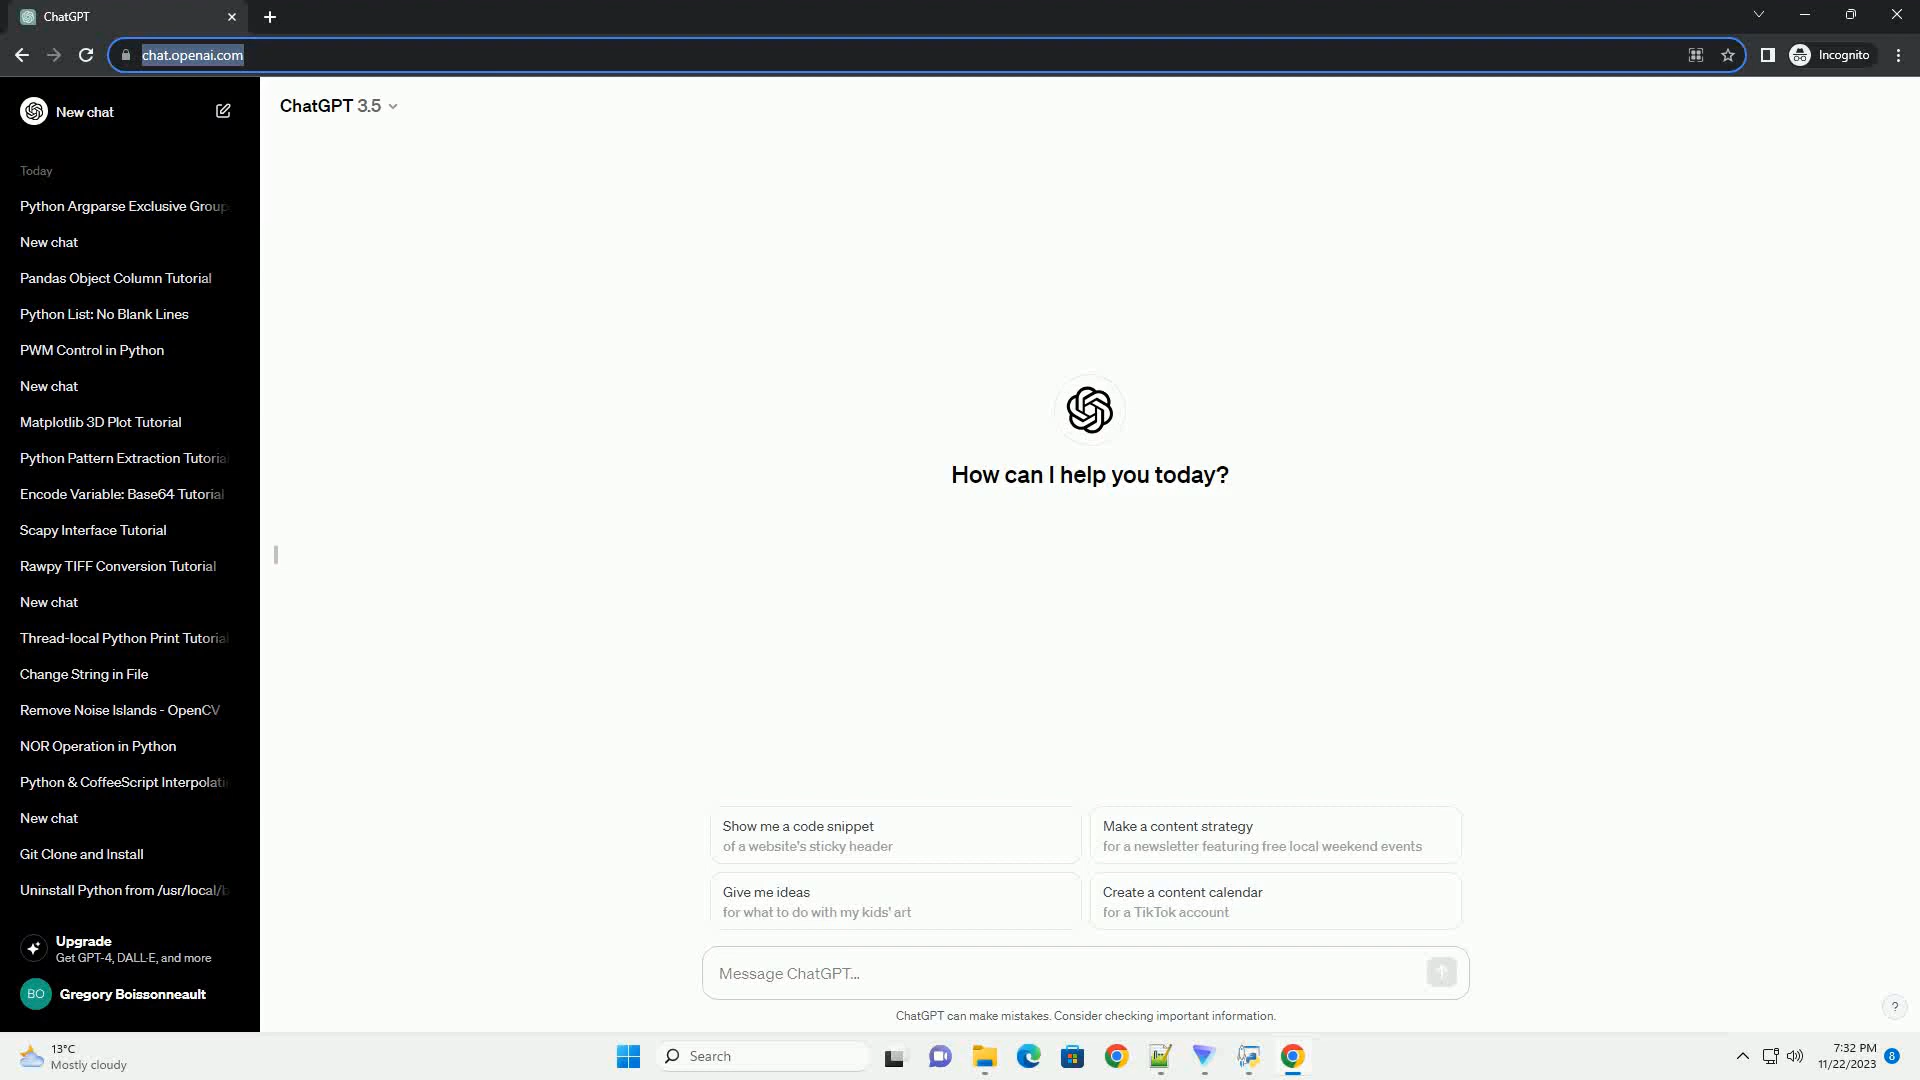 ChatGPT
chat.openai.com
Incognito
New chat
Today
Python Argparse Exclusive Group
New chat
Pandas Object Column Tutorial
Python List: No Blank Lines
PWM Control in Python
New chat
Matplotlib 3D Plot Tutorial
Python Pattern Extraction Tutorial
Encode Variable: Base64 Tutorial
Scapy Interface Tutorial
Rawpy TIFF Conversion Tutorial
New chat
Thread-local Python Print Tutorial
Change String in File
Remove Noise Islands - OpenCV
NOR Operation in Python
Python & CoffeeScript Interpolati
New chat
Git Clone and Install
Uninstall Python from /usr/local/b
Upgrade
Get GPT-4, DALL·E, and more
BO
Gregory Boissonneault
ChatGPT 3.5
How can I help you today?
Show me a code snippet
of a website's sticky header
Make a content strategy
for a newsletter featuring free local weekend events
Give me ideas
for what to do with my kids' art
Create a content calendar
for a TikTok account
Message ChatGPT…
ChatGPT can make mistakes. Consider checking important information.
?
13°C
Mostly cloudy
Search
7:32 PM
11/22/2023
8